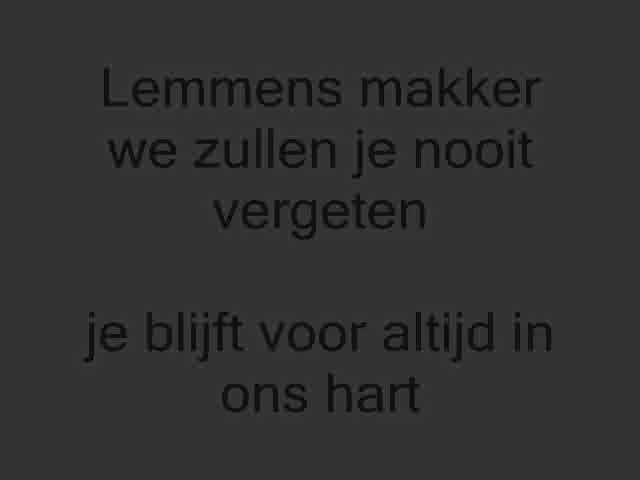 Lemmens makker
we zullen je nooit
vergeten
je blijft voor altijd in
ons hart